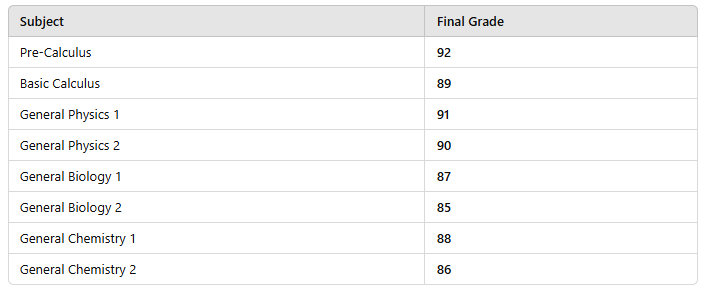 Subject Final Grade
Pre-Calculus 92
Basic Calculus 89
General Physics 1 91
General Physics 2 90
General Biology 1 87
General Biology 2 85
General Chemistry 1 88
General Chemistry 2 86